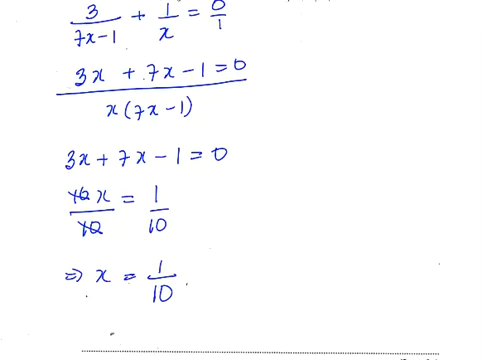 3/(7x-1) + 1/x = 0/1
(3x + 7x - 1 = 0)/(x(7x-1))
3x + 7x - 1 = 0
10x/10 = 1/10
⇒ x = 1/10